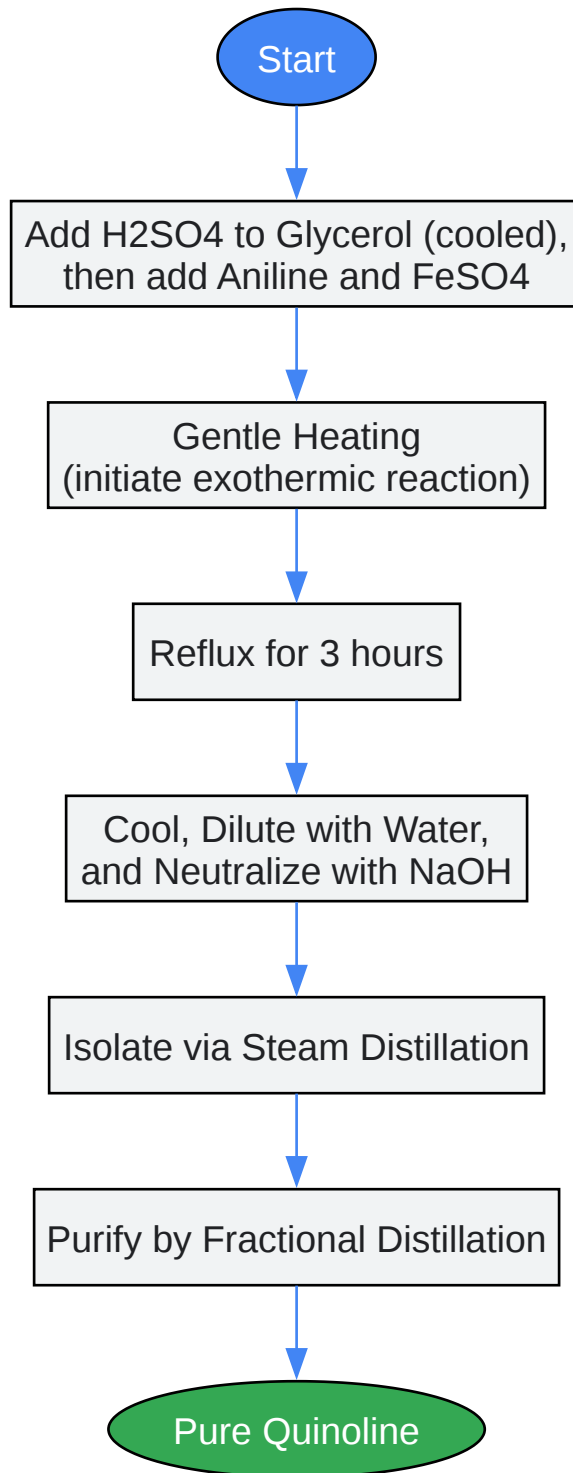 Start
Add H2SO4 to Glycerol (cooled),
then add Aniline and FeSO4
Gentle Heating
(initiate exothermic reaction)
Reflux for 3 hours
Cool, Dilute with Water,
and Neutralize with NaOH
Isolate via Steam Distillation
Purify by Fractional Distillation
Pure Quinoline